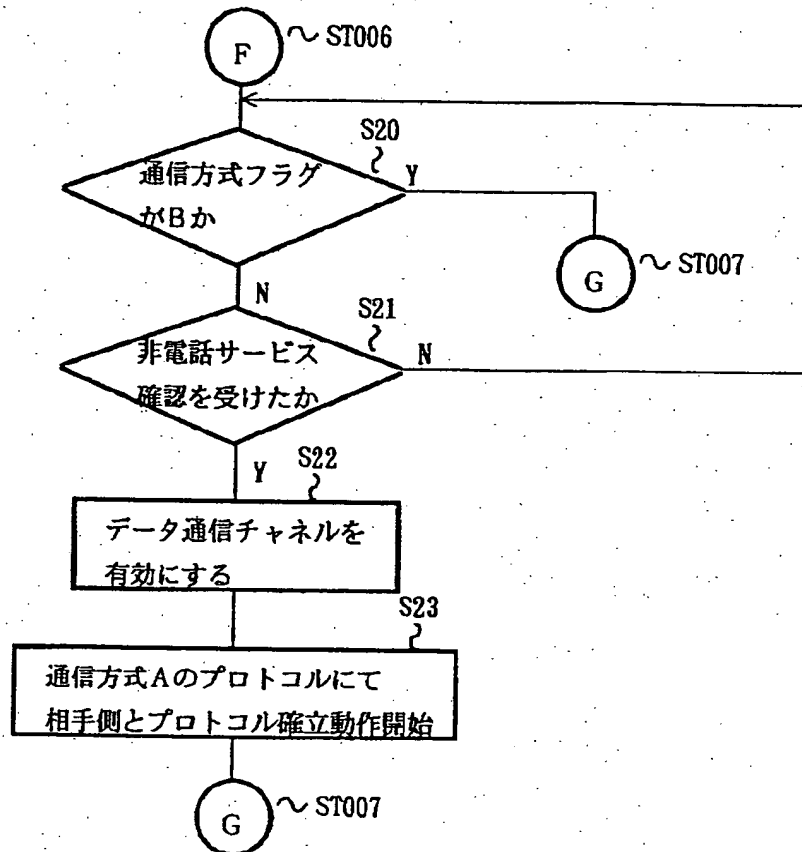 F
ST006
S20
通信方式フラグ
がBか
Y
G
ST007
N
S21
非電話サービス
確認を受けたか
N
Y
S22
データ通信チャネルを
有効にする
S23
通信方式Aのプロトコルにて
相手側とプロトコル確立動作開始
G
ST007